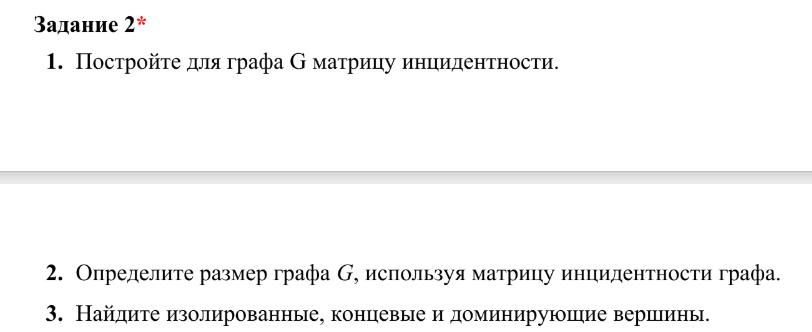 Задание 2*
1. Постройте для графа G матрицу инцидентности.
2. Определите размер графа G, используя матрицу инцидентности графа.
3. Найдите изолированные, концевые и доминирующие вершины.